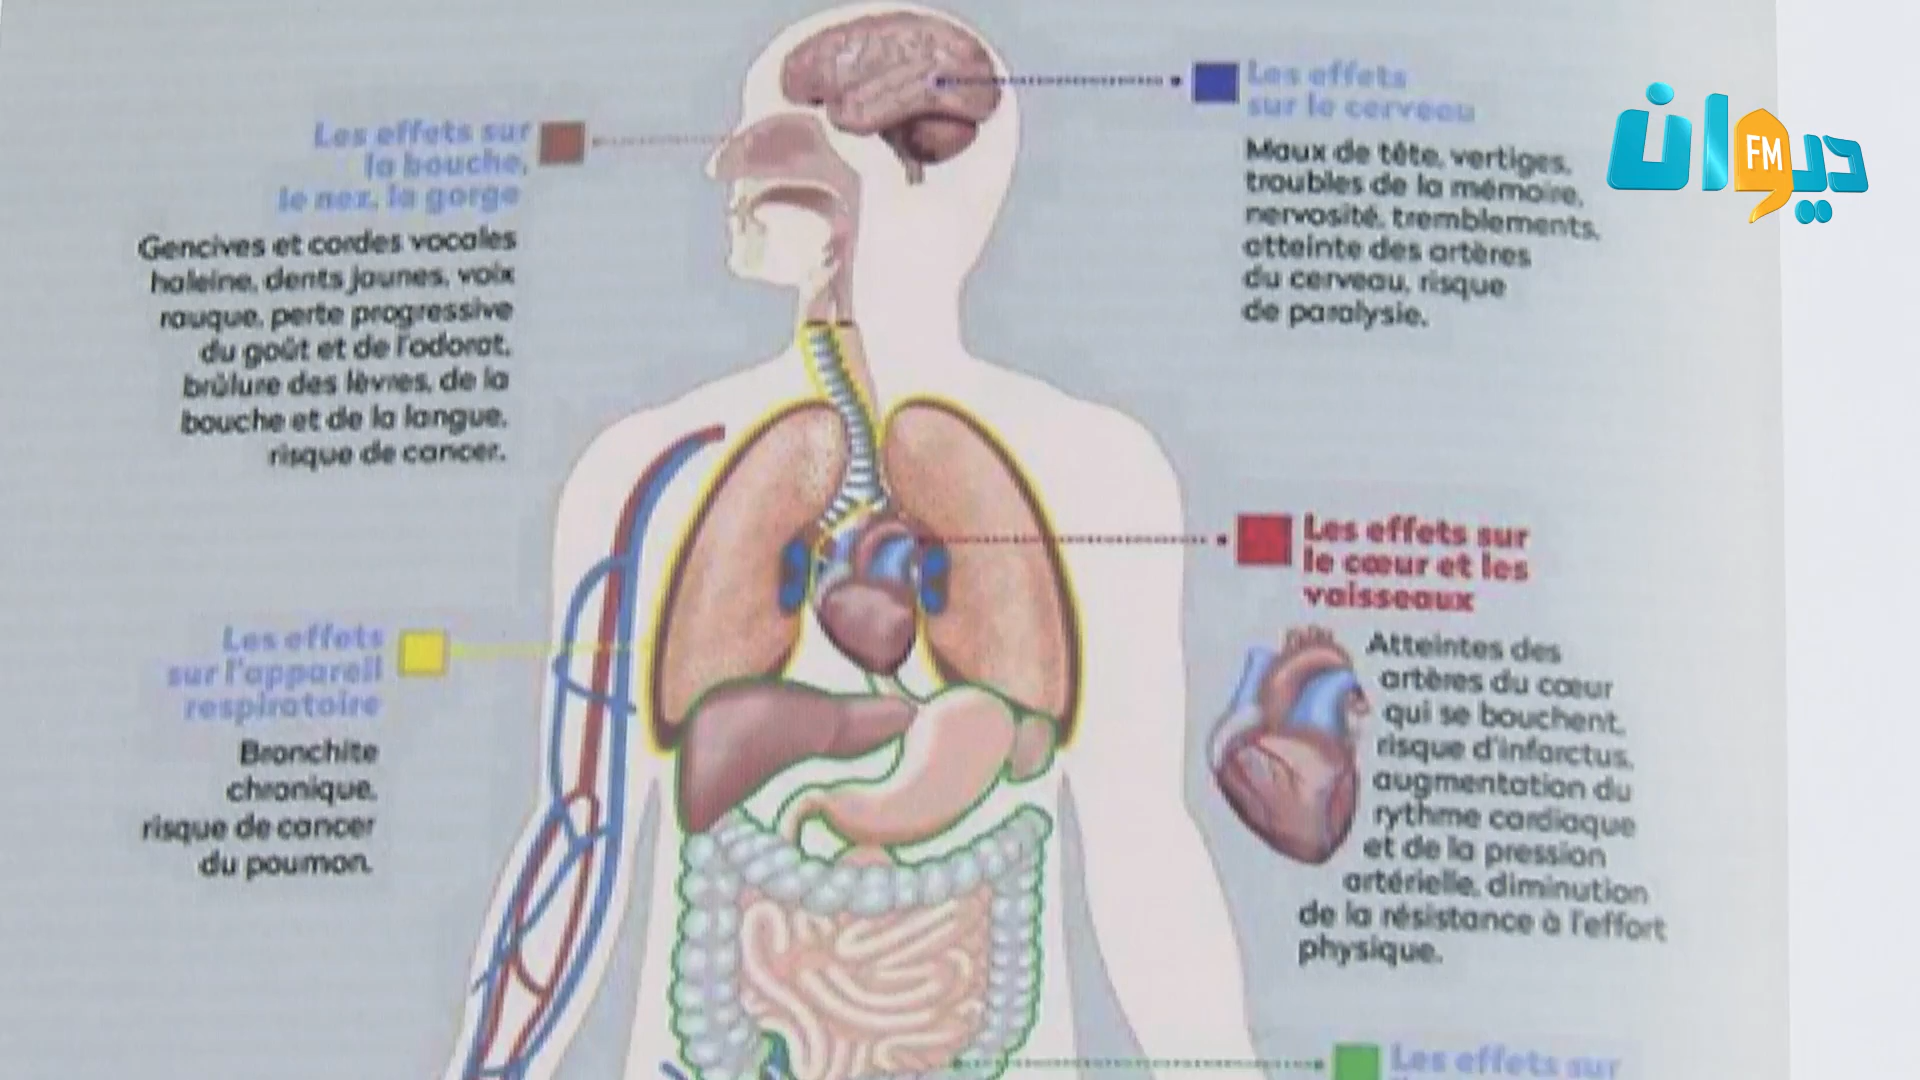 Les effets sur
la bouche,
le nez, la gorge
Gencives et cordes vocales
haleine, dents jaunes, voix
rauque, perte progressive
du goût et de l'odorat,
brûlure des lèvres, de la
bouche et de la langue,
risque de cancer.
Les effets
sur l'appareil
respiratoire
Bronchite
chronique,
risque de cancer
du poumon.
Les effets
sur le cerveau
Maux de tête, vertiges,
troubles de la mémoire,
nervosité, tremblements,
atteinte des artères
du cerveau, risque
de paralysie.
Les effets sur
le cœur et les
vaisseaux
Atteintes des
artères du cœur
qui se bouchent,
risque d'infarctus,
augmentation du
rythme cardiaque
et de la pression
artérielle, diminution
de la résistance à l'effort
physique.
Les effets sur
ديوان FM